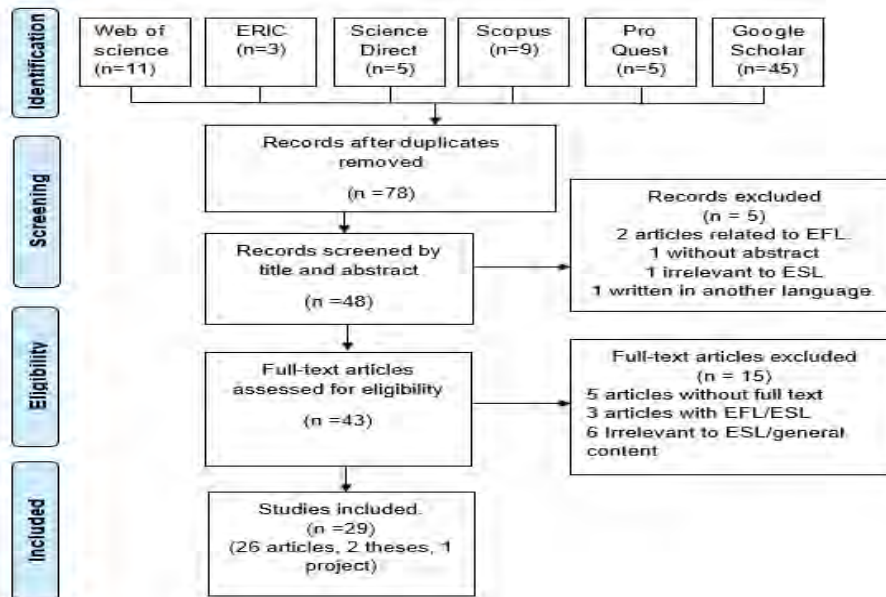 Identification
Web of
science
(n=11)
ERIC
(n=3)
Science
Direct
(n=5)
Scopus
(n=9)
Pro
Quest
(n=5)
Google
Scholar
(n=45)
Screening
Records after duplicates
removed
(n =78)
Records screened by
title and abstract
(n =48)
Records excluded
(n = 5)
2 articles related to EFL.
1 without abstract
1 irrelevant to ESL
1 written in another language.
Eligibility
Full-text articles
assessed for eligibility
(n =43)
Full-text articles excluded
(n = 15)
5 articles without full text
3 articles with EFL/ESL
6 Irrelevant to ESL/general
content
Included
Studies included.
(n =29)
(26 articles, 2 theses, 1
project)